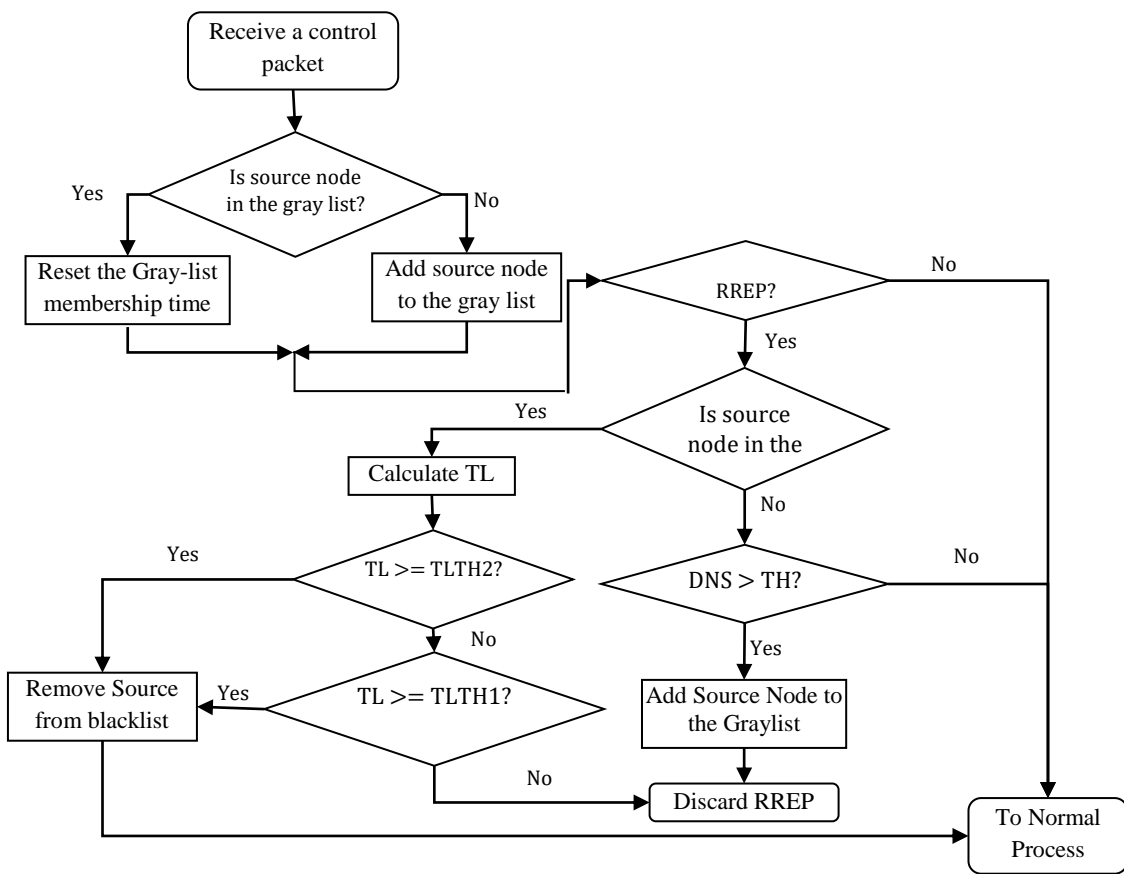 Receive a control
packet
Is source node
in the gray list?
Yes
No
Reset the Gray-list
membership time
Add source node
to the gray list
RREP?
No
Yes
Is source
node in the
Yes
No
Calculate TL
TL >= TLTH2?
Yes
No
DNS > TH?
No
Yes
Remove Source
from blacklist
Yes
TL >= TLTH1?
No
Add Source Node to
the Graylist
Discard RREP
To Normal
Process